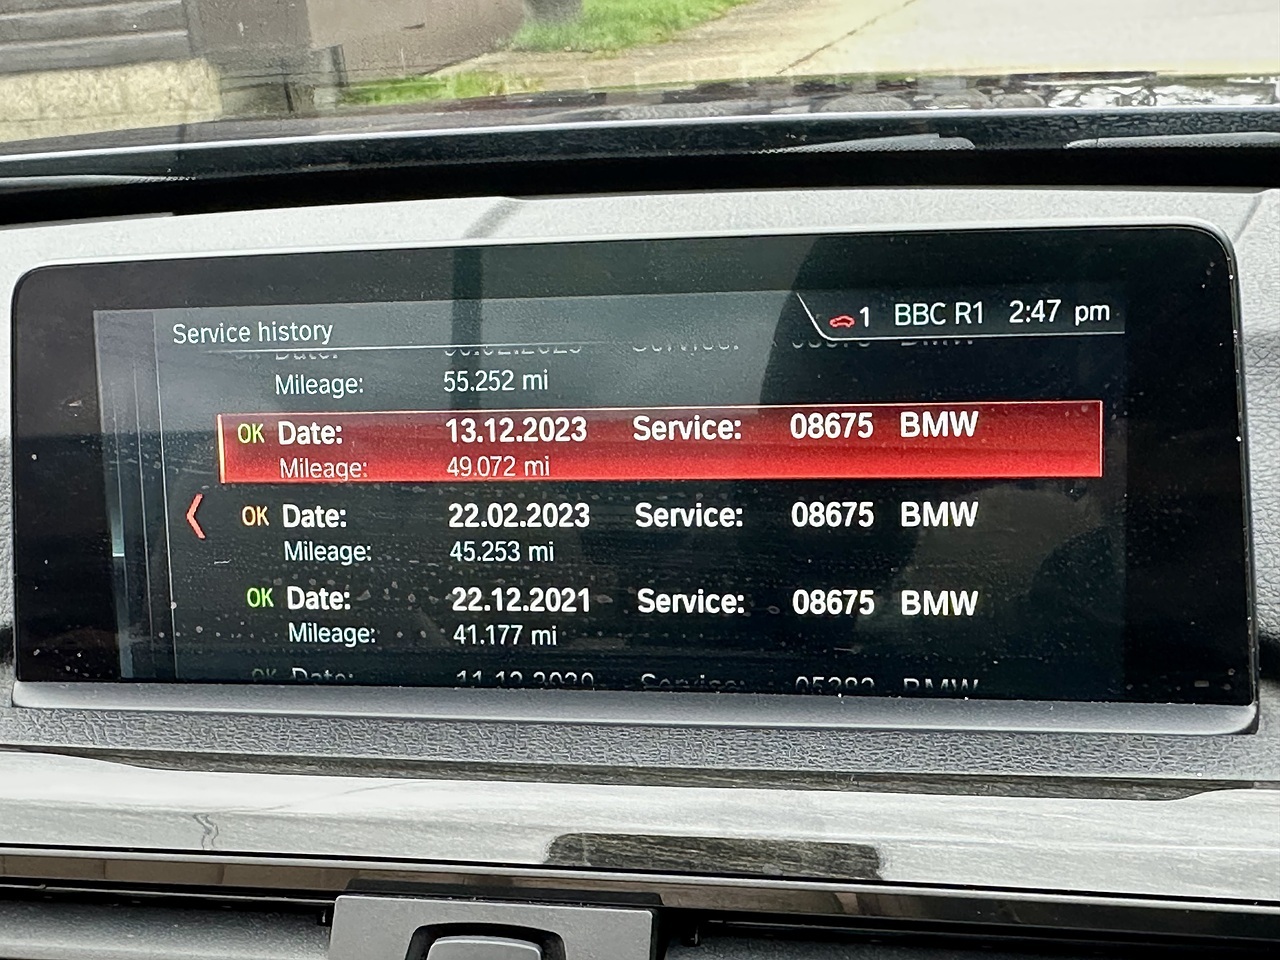 Service history
1 BBC R1 2:47 pm
Mileage: 55.252 mi
OK Date: 13.12.2023 Service: 08675 BMW
Mileage: 49.072 mi
OK Date: 22.02.2023 Service: 08675 BMW
Mileage: 45.253 mi
OK Date: 22.12.2021 Service: 08675 BMW
Mileage: 41.177 mi